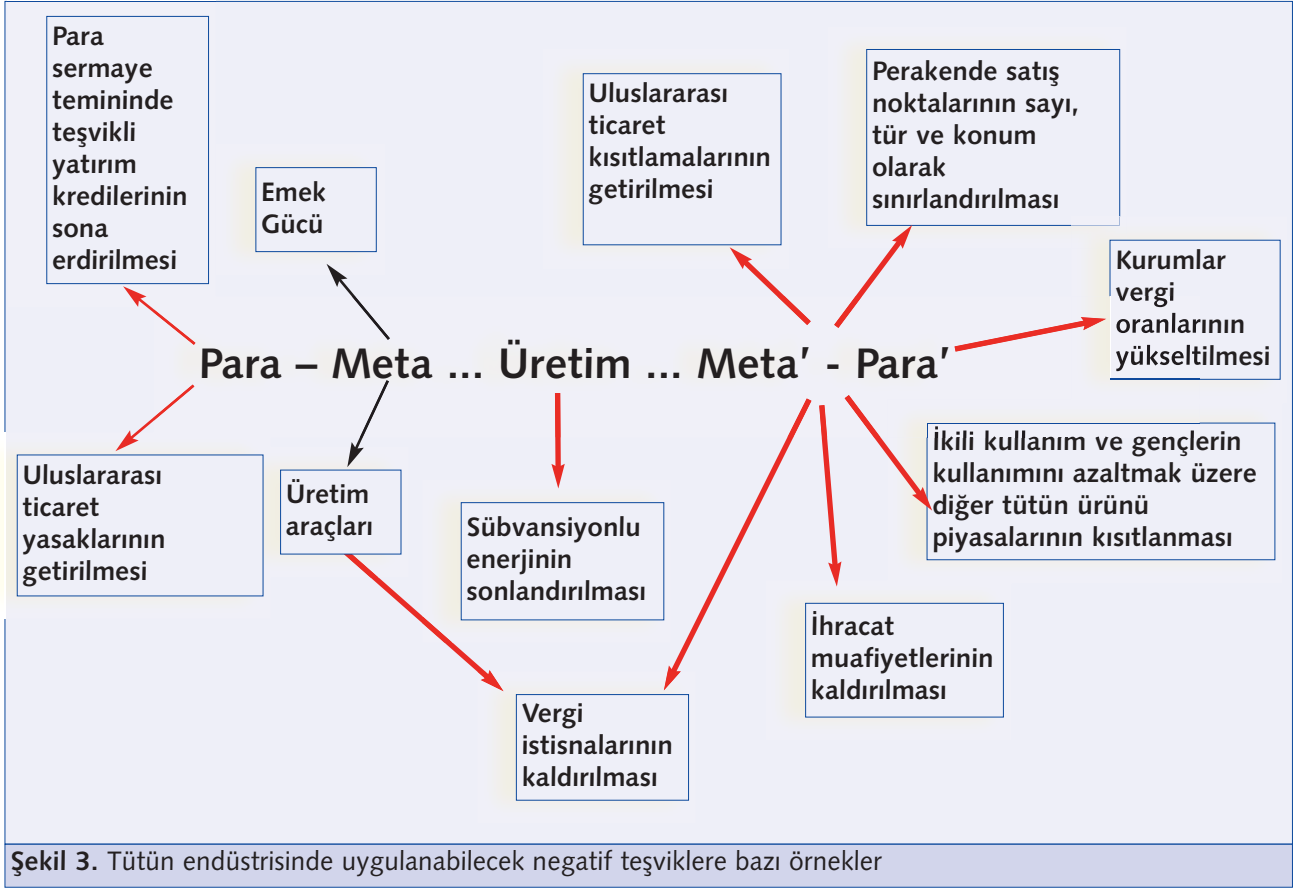 Para
sermaye
temininde
teşvikli
yatırım
kredilerinin
sona
erdirilmesi
Emek
Gücü
Uluslararası
ticaret
kısıtlamalarının
getirilmesi
Perakende satış
noktalarının sayı,
tür ve konum
olarak
sınırlandırılması
Kurumlar
vergi
oranlarının
yükseltilmesi
Para – Meta ... Üretim ... Meta' - Para'
Uluslararası
ticaret
yasaklarının
getirilmesi
Üretim
araçları
Sübvansiyonlu
enerjinin
sonlandırılması
İkili kullanım ve gençlerin
kullanımını azaltmak üzere
diğer tütün ürünü
piyasalarının kısıtlanması
Vergi
istisnalarının
kaldırılması
İhracat
muafiyetlerinin
kaldırılması
Şekil 3. Tütün endüstrisinde uygulanabilecek negatif teşviklere bazı örnekler